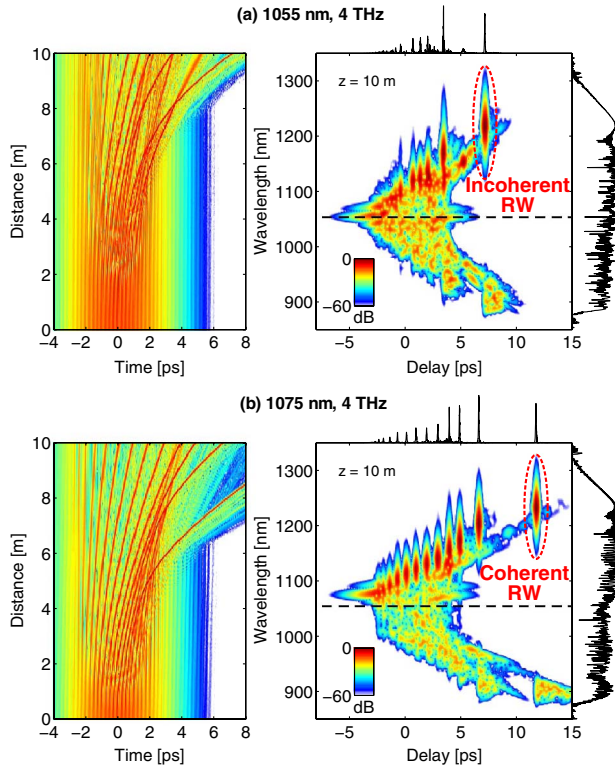 (a) 1055 nm, 4 THz
10
8
6
4
2
0
Distance [m]
−4
−2
0
2
4
6
8
Time [ps]
1300
1200
1100
1000
900
Wavelength [nm]
z = 10 m
Incoherent
RW
0
−60
dB
−5
0
5
10
15
Delay [ps]
(b) 1075 nm, 4 THz
10
8
6
4
2
0
Distance [m]
−4
−2
0
2
4
6
8
Time [ps]
1300
1200
1100
1000
900
Wavelength [nm]
z = 10 m
Coherent
RW
0
−60
dB
−5
0
5
10
15
Delay [ps]